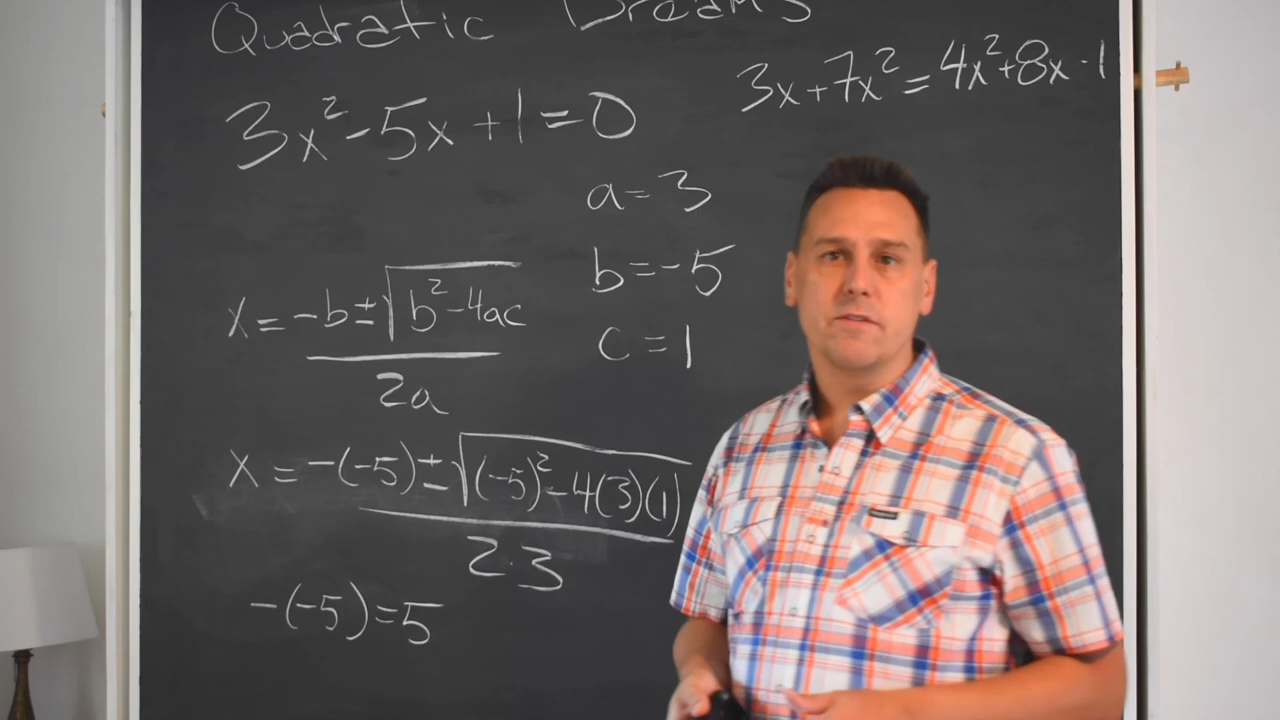 Quadratic Dreams
3x+7x²=4x²+8x-1
3x²-5x+1=0
a=3
b=-5
c=1
x=-b±√b²-4ac
2a
x=-(-5)±√(-5)²-4(3)(1)
2·3
-(-5)=5